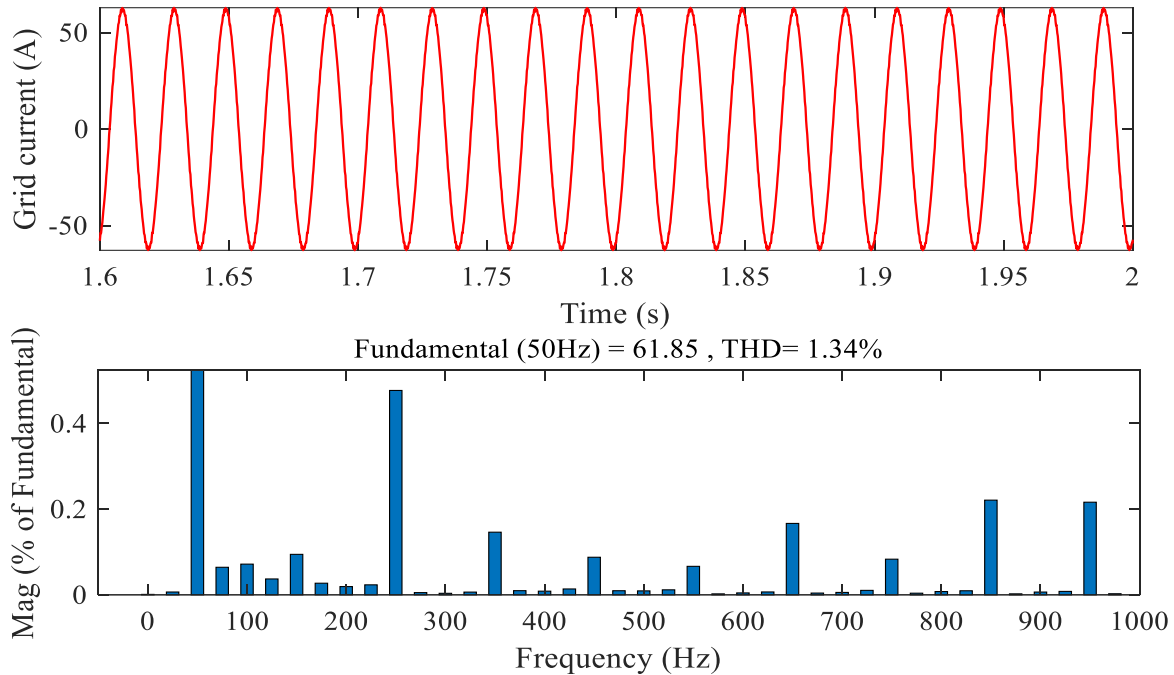 Grid current (A)
50
0
-50
1.6 1.65 1.7 1.75 1.8 1.85 1.9 1.95 2
Time (s)
Fundamental (50Hz) = 61.85 , THD= 1.34%
Mag (% of Fundamental)
0.4
0.2
0
0 100 200 300 400 500 600 700 800 900 1000
Frequency (Hz)